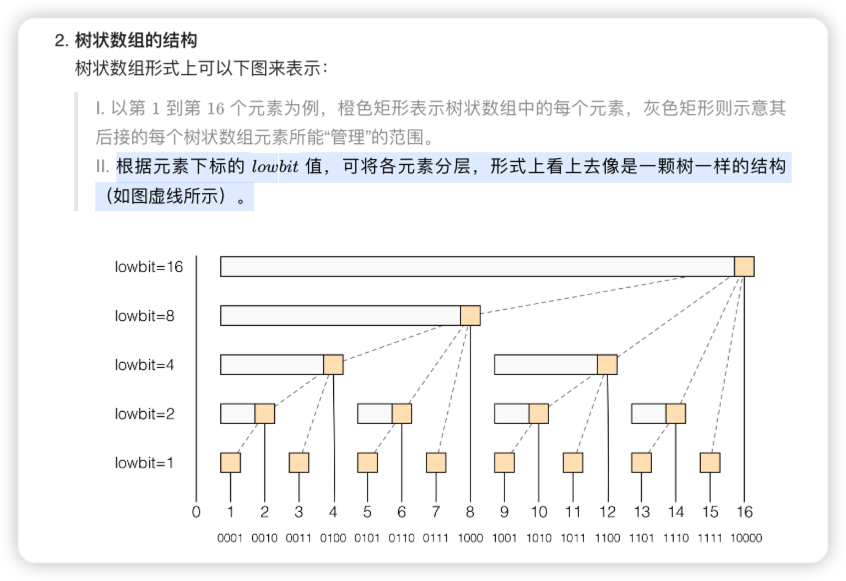 2. 树状数组的结构
树状数组形式上可以下图来表示：
I. 以第 1 到第 16 个元素为例，橙色矩形表示树状数组中的每个元素，灰色矩形则示意其
后接的每个树状数组元素所能“管理”的范围。
II. 根据元素下标的 lowbit 值，可将各元素分层，形式上看上去像是一颗树一样的结构
（如图虚线所示）。
lowbit=16
lowbit=8
lowbit=4
lowbit=2
lowbit=1
0 1 2 3 4 5 6 7 8 9 10 11 12 13 14 15 16
0001 0010 0011 0100 0101 0110 0111 1000 1001 1010 1011 1100 1101 1110 1111 10000